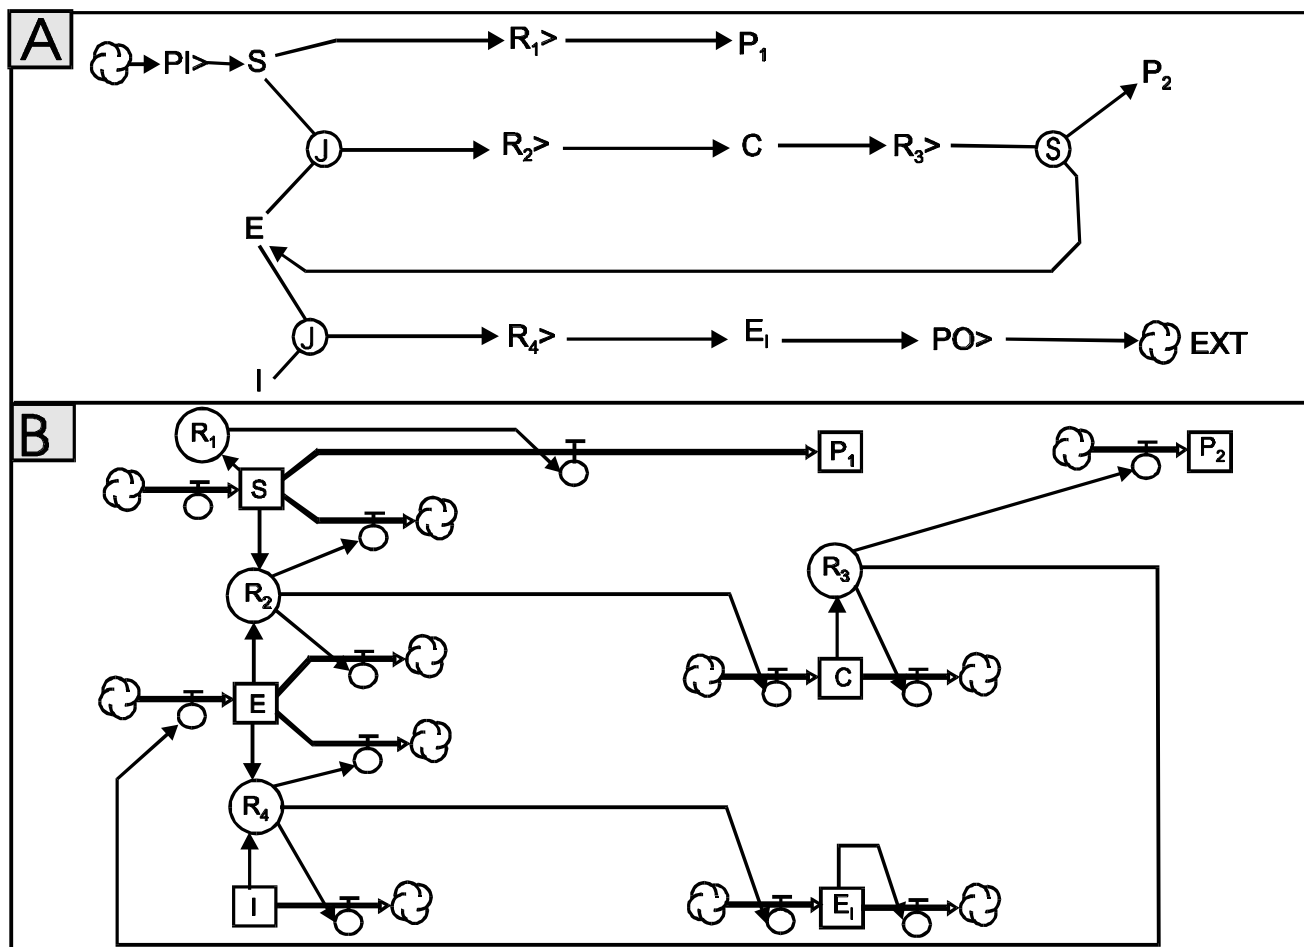 A
PI> S R₁> P₁
P₂
J R₂> C R₃> S
E
J R₄> Eᵢ PO> EXT
I
B
R₁
P₁ P₂
S
R₃
R₂
C
E
R₄
I Eᵢ